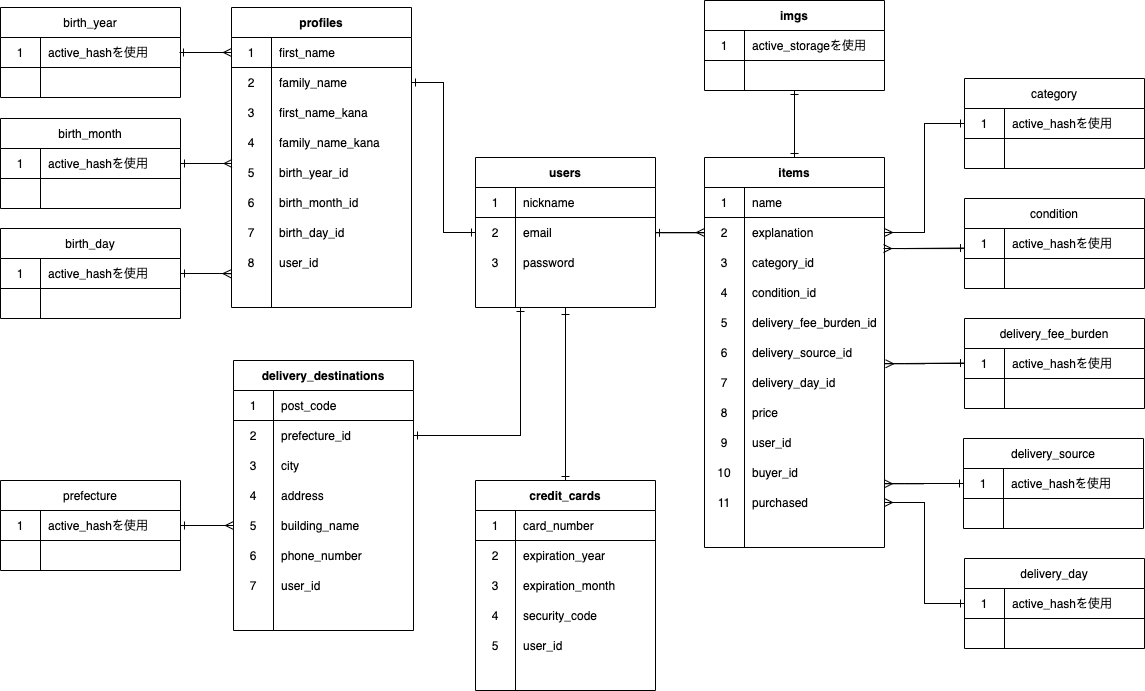 birth_year
1 active_hashを使用
birth_month
1 active_hashを使用
birth_day
1 active_hashを使用
profiles
1 first_name
2 family_name
3 first_name_kana
4 family_name_kana
5 birth_year_id
6 birth_month_id
7 birth_day_id
8 user_id
users
1 nickname
2 email
3 password
imgs
1 active_storageを使用
items
1 name
2 explanation
3 category_id
4 condition_id
5 delivery_fee_burden_id
6 delivery_source_id
7 delivery_day_id
8 price
9 user_id
10 buyer_id
11 purchased
category
1 active_hashを使用
condition
1 active_hashを使用
delivery_fee_burden
1 active_hashを使用
delivery_source
1 active_hashを使用
delivery_day
1 active_hashを使用
prefecture
1 active_hashを使用
delivery_destinations
1 post_code
2 prefecture_id
3 city
4 address
5 building_name
6 phone_number
7 user_id
credit_cards
1 card_number
2 expiration_year
3 expiration_month
4 security_code
5 user_id